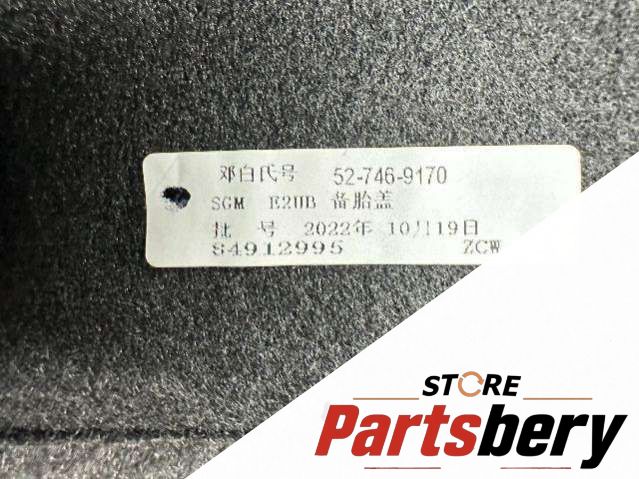 邓白代号 52-746-9170
SGM E2UB 备胎盖
批 号 2022年 10月19日
84912995 ZCW
STORE
Partsbery